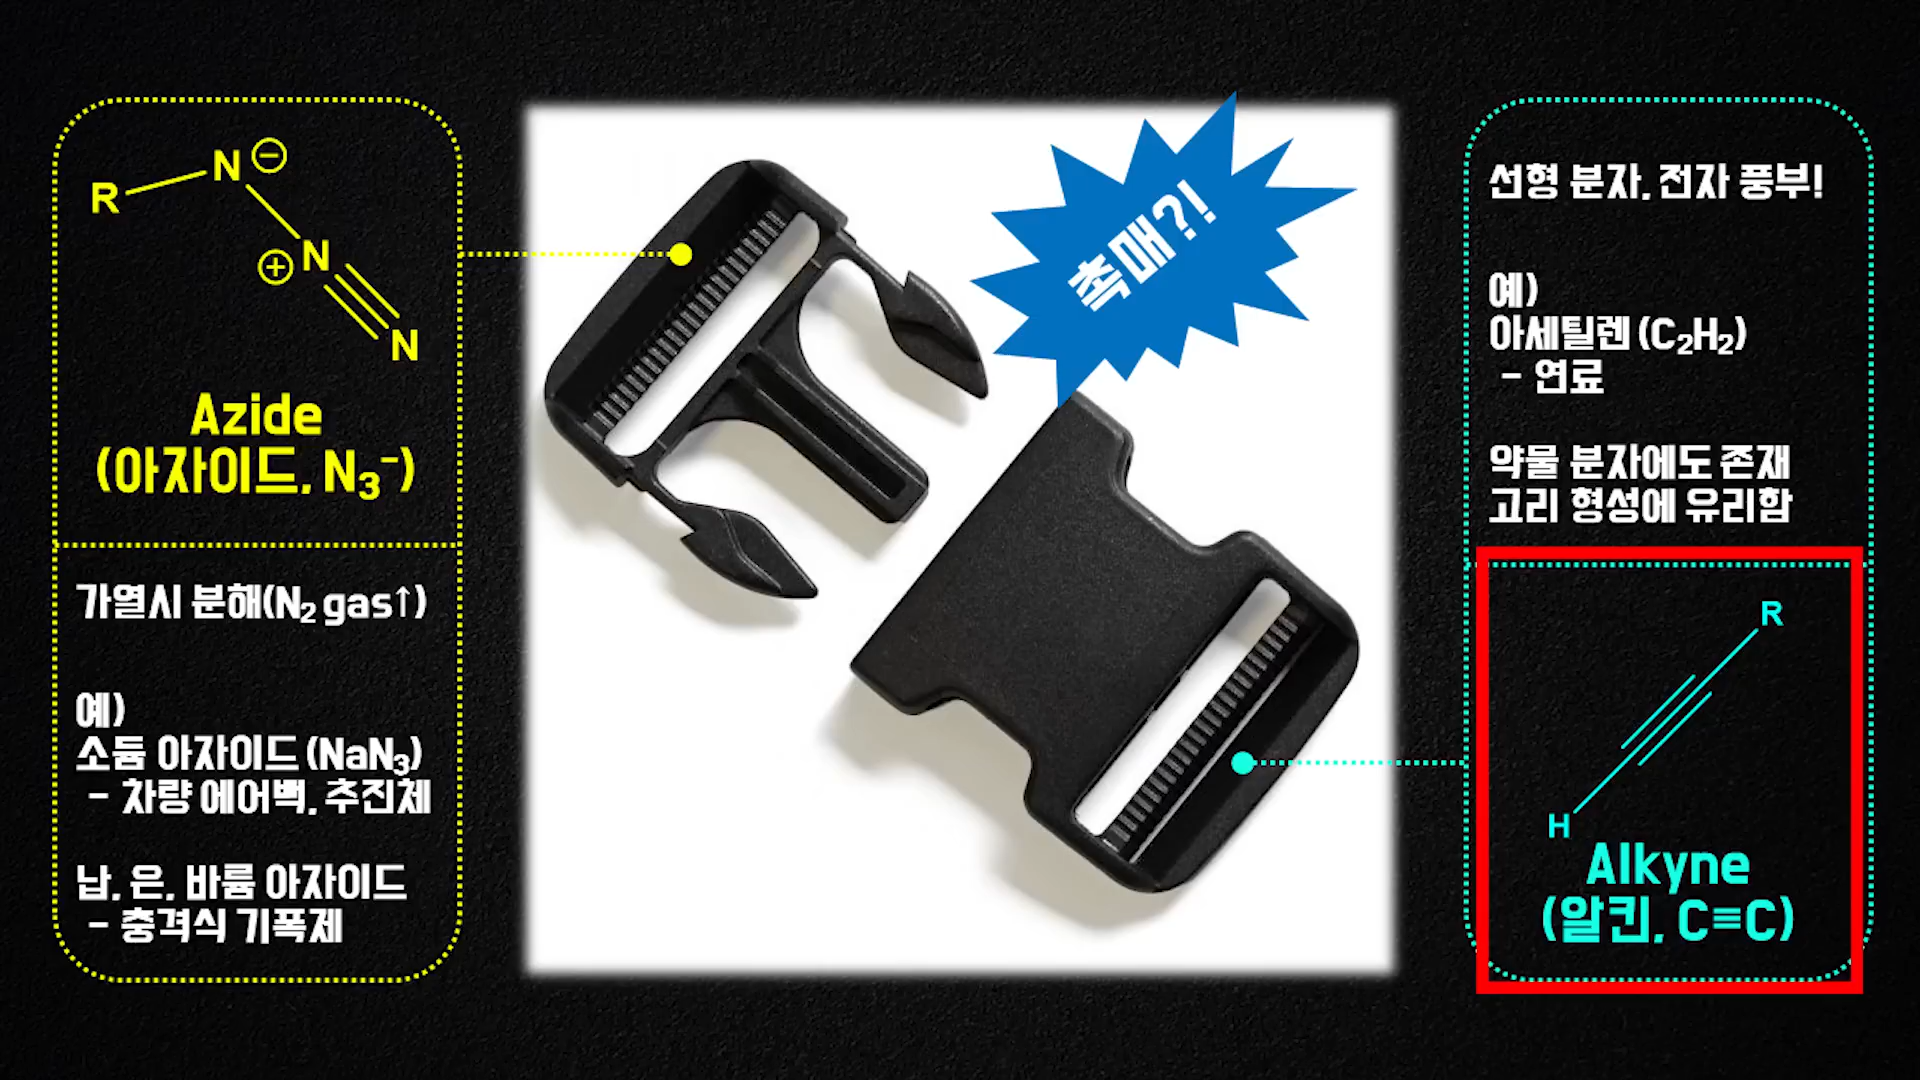 R
N
⊖
⊕
N
N
Azide
(아자이드, N₃⁻)
가열시 분해(N₂ gas↑)
예)
소듐 아자이드 (NaN₃)
- 차량 에어백, 추진체
납, 은, 바륨 아자이드
- 충격식 기폭제
촉매?!
선형 분자, 전자 풍부!
예)
아세틸렌 (C₂H₂)
- 연료
약물 분자에도 존재
고리 형성에 유리함
R
H
Alkyne
(알킨, C≡C)